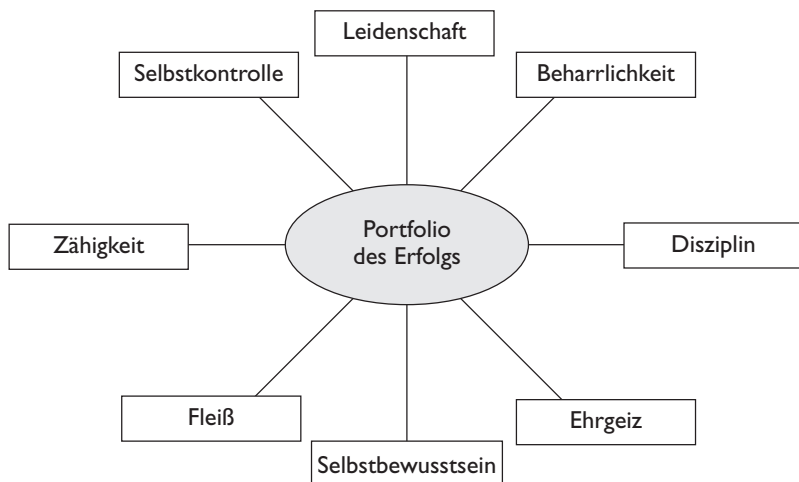 Leidenschaft
Selbstkontrolle
Beharrlichkeit
Zähigkeit
Portfolio
des Erfolgs
Disziplin
Fleiß
Ehrgeiz
Selbstbewusstsein